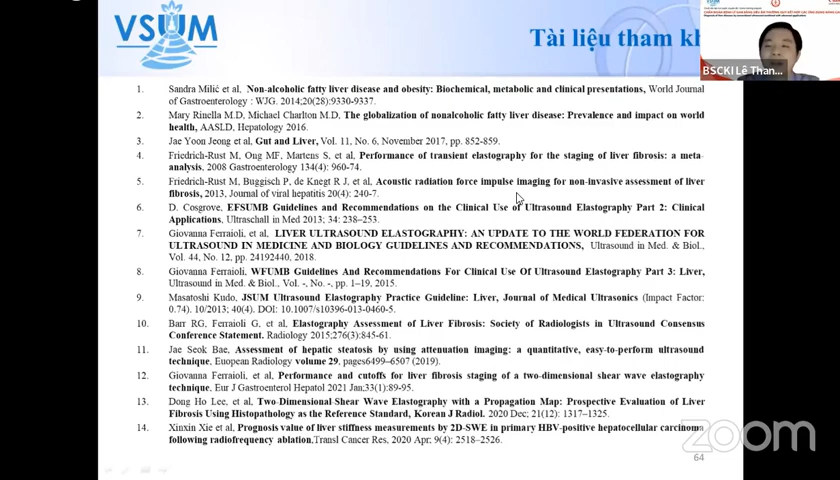 VSUM
Tài liệu tham kh
BSCKI Lê Than...
1. Sandra Milić et al, Non-alcoholic fatty liver disease and obesity: Biochemical, metabolic and clinical presentations, World Journal
of Gastroenterology : WJG. 2014;20(28):9330-9337.
2. Mary Rinella M.D, Michael Charlton M.D, The globalization of nonalcoholic fatty liver disease: Prevalence and impact on world
health, AASLD, Hepatology 2016.
3. Jae Yoon Jeong et al, Gut and Liver, Vol. 11, No. 6, November 2017, pp. 852-859.
4. Friedrich-Rust M, Ong MF, Martens S, et al, Performance of transient elastography for the staging of liver fibrosis: a meta-
analysis, 2008 Gastroenterology 134(4): 960-74.
5. Friedrich-Rust M, Buggisch P, de Knegt R J, et al, Acoustic radiation force impulse imaging for non-invasive assessment of liver
fibrosis, 2013, Journal of viral hepatitis 20(4): 240-7.
6. D. Cosgrove, EFSUMB Guidelines and Recommendations on the Clinical Use of Ultrasound Elastography Part 2: Clinical
Applications, Ultraschall in Med 2013; 34: 238–253.
7. Giovanna Ferraioli, et al, LIVER ULTRASOUND ELASTOGRAPHY: AN UPDATE TO THE WORLD FEDERATION FOR
ULTRASOUND IN MEDICINE AND BIOLOGY GUIDELINES AND RECOMMENDATIONS, Ultrasound in Med. & Biol.,
Vol. 44, No. 12, pp. 24192440, 2018.
8. Giovanna Ferraioli, WFUMB Guidelines And Recommendations For Clinical Use Of Ultrasound Elastography Part 3: Liver,
Ultrasound in Med. & Biol., Vol. -, No. -, pp. 1–19, 2015.
9. Masatoshi Kudo, JSUM Ultrasound Elastography Practice Guideline: Liver, Journal of Medical Ultrasonics (Impact Factor:
0.74). 10/2013; 40(4). DOI: 10.1007/s10396-013-0460-5.
10. Barr RG, Ferraioli G, et al, Elastography Assessment of Liver Fibrosis: Society of Radiologists in Ultrasound Consensus
Conference Statement. Radiology 2015;276(3):845-61.
11. Jae Seok Bae, Assessment of hepatic steatosis by using attenuation imaging: a quantitative, easy-to-perform ultrasound
technique, Euopean Radiology volume 29, pages6499–6507 (2019).
12. Giovanna Ferraioli, et al, Performance and cutoffs for liver fibrosis staging of a two-dimensional shear wave elastography
technique, Eur J Gastroenterol Hepatol 2021 Jan;33(1):89-95.
13. Dong Ho Lee, et al, Two-Dimensional Shear Wave Elastography with a Propagation Map: Prospective Evaluation of Liver
Fibrosis Using Histopathology as the Reference Standard, Korean J Radiol. 2020 Dec; 21(12): 1317–1325.
14. Xinxin Xie et al, Prognosis value of liver stiffness measurements by 2D-SWE in primary HBV-positive hepatocellular carcinoma
following radiofrequency ablation,Transl Cancer Res, 2020 Apr; 9(4): 2518–2526.
zoom
64